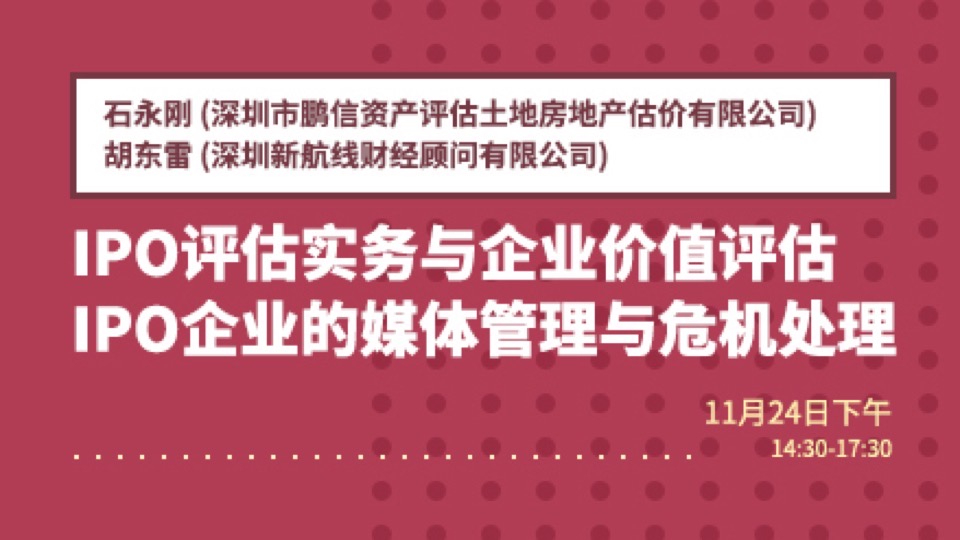 石永刚 (深圳市鹏信资产评估土地房地产估价有限公司)
胡东雷 (深圳新航线财经顾问有限公司)
IPO评估实务与企业价值评估
IPO企业的媒体管理与危机处理
11月24日下午
14:30-17:30